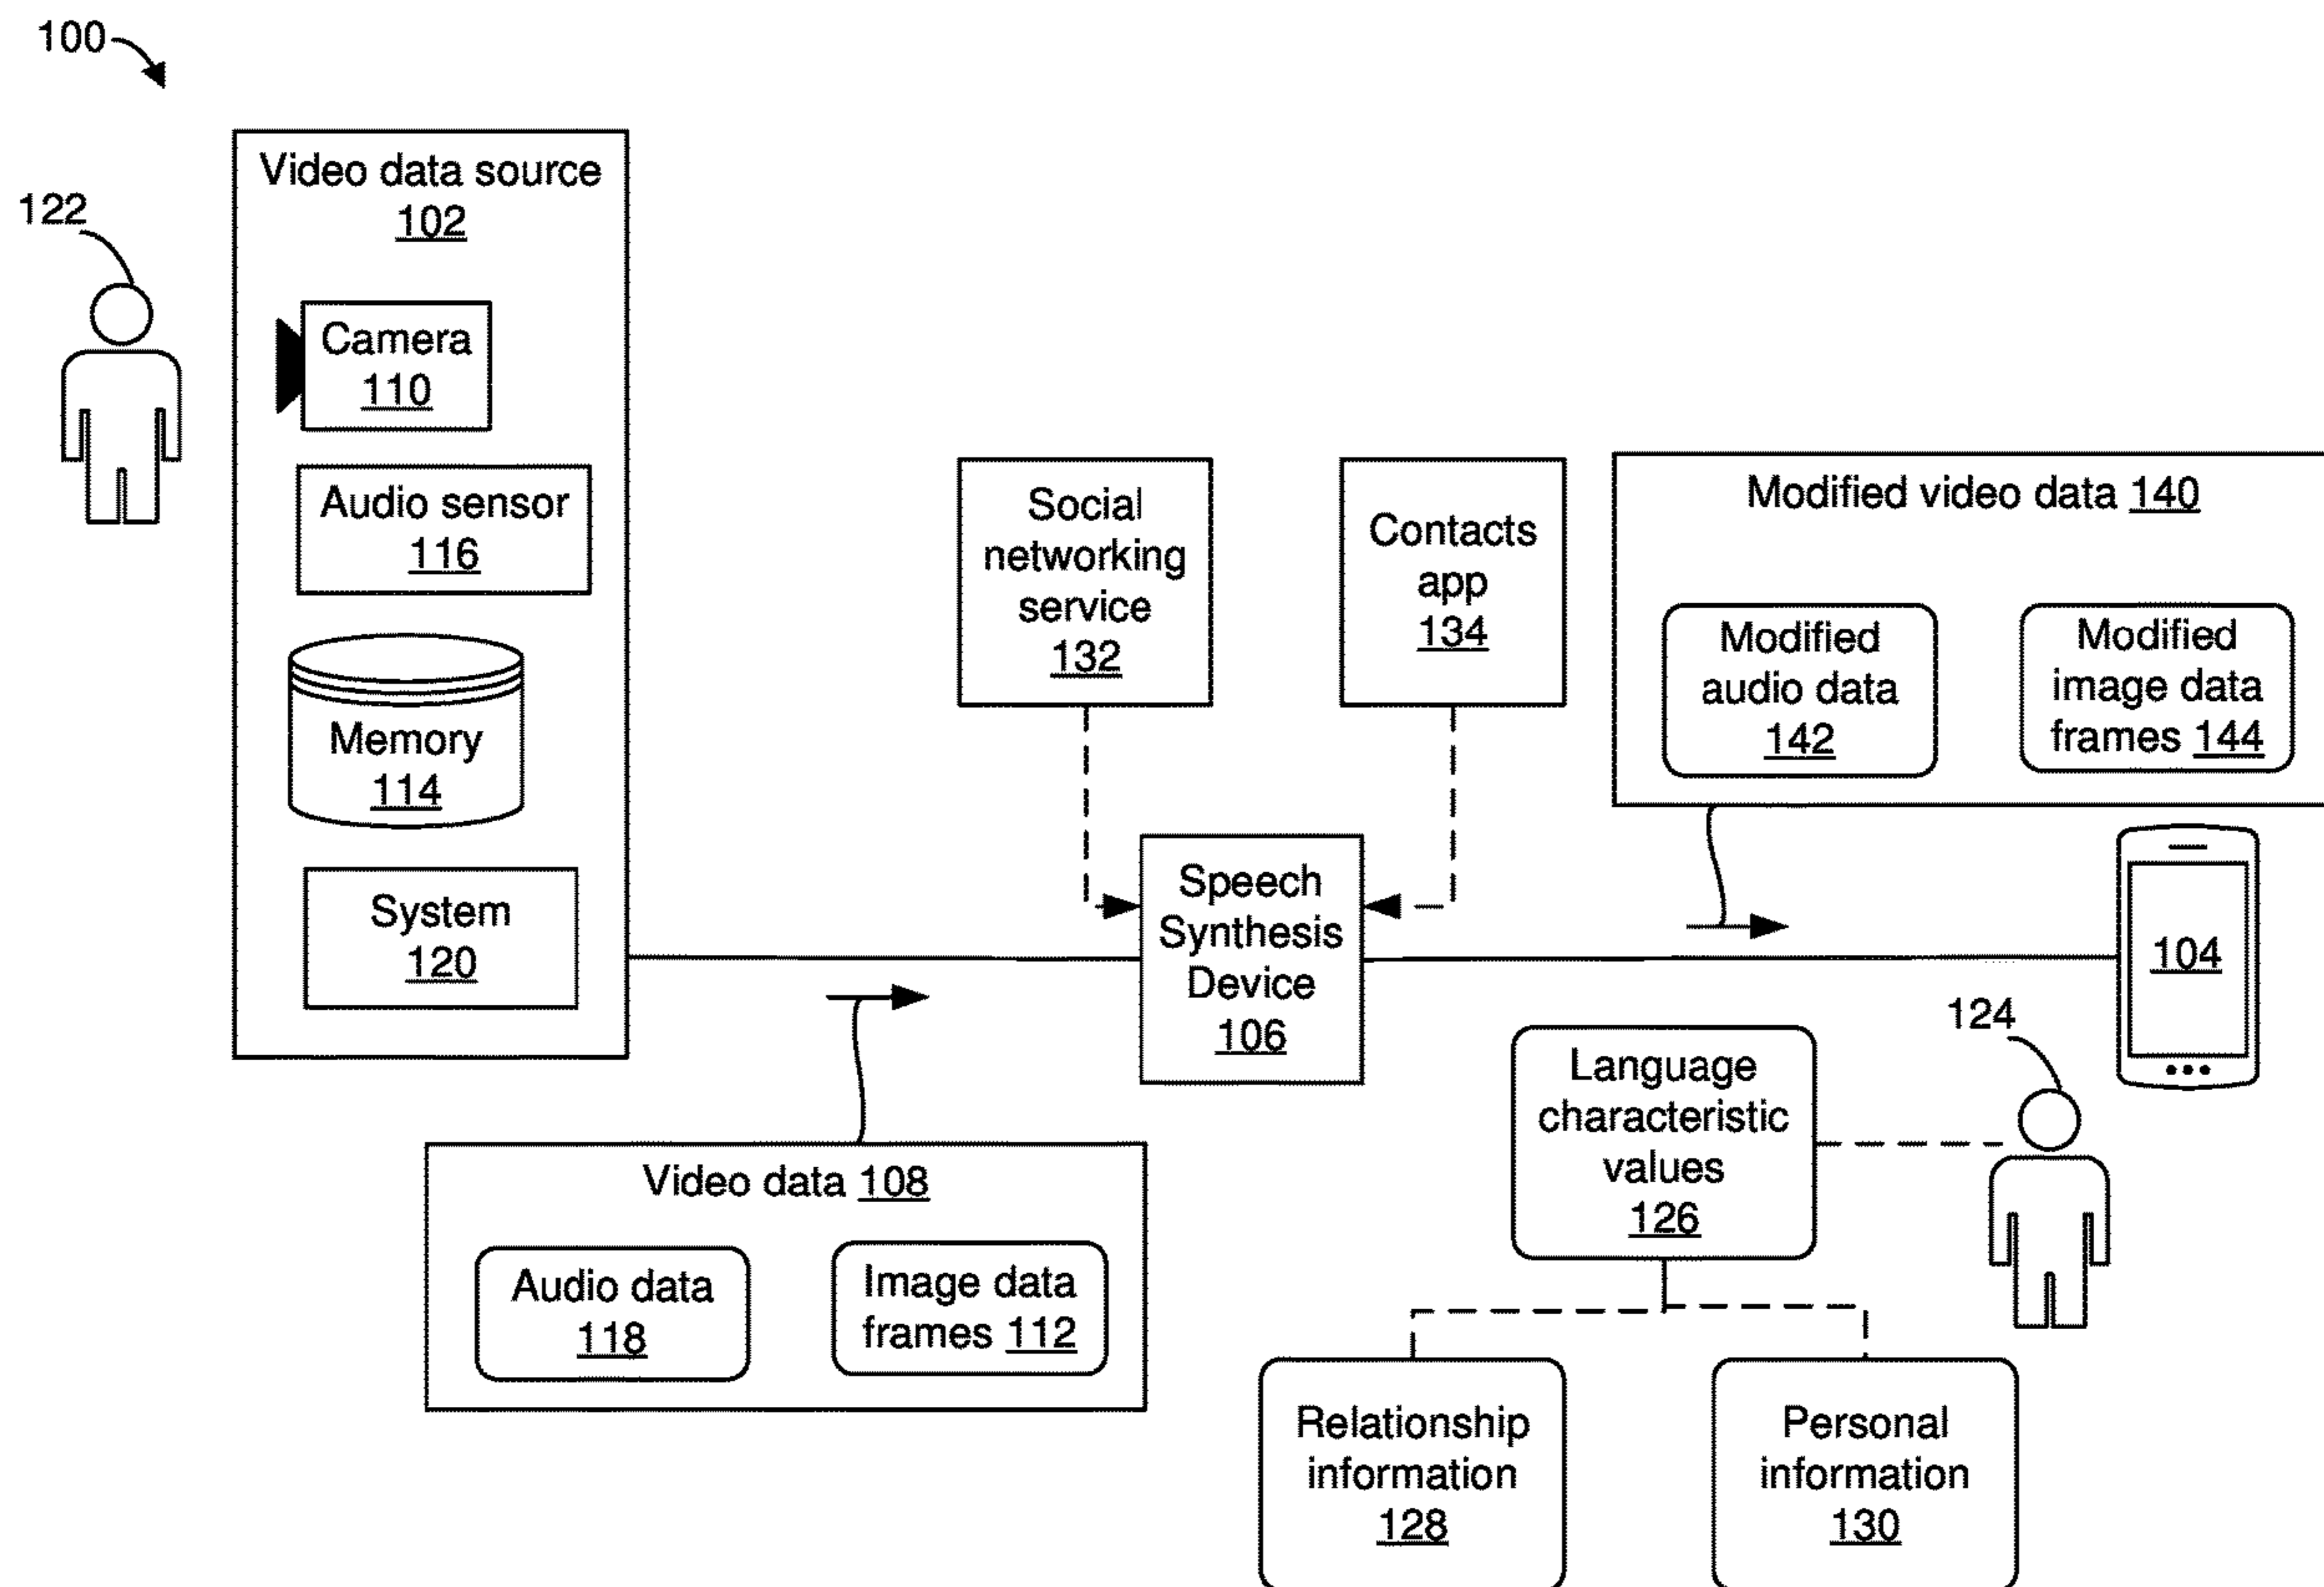 100
122
Video data source
102
Camera
110
Audio sensor
116
Memory
114
System
120
Social
networking
service
132
Contacts
app
134
Modified video data 140
Modified
audio data
142
Modified
image data
frames 144
Speech
Synthesis
Device
106
104
124
Video data 108
Audio data
118
Image data
frames 112
Language
characteristic
values
126
Relationship
information
128
Personal
information
130